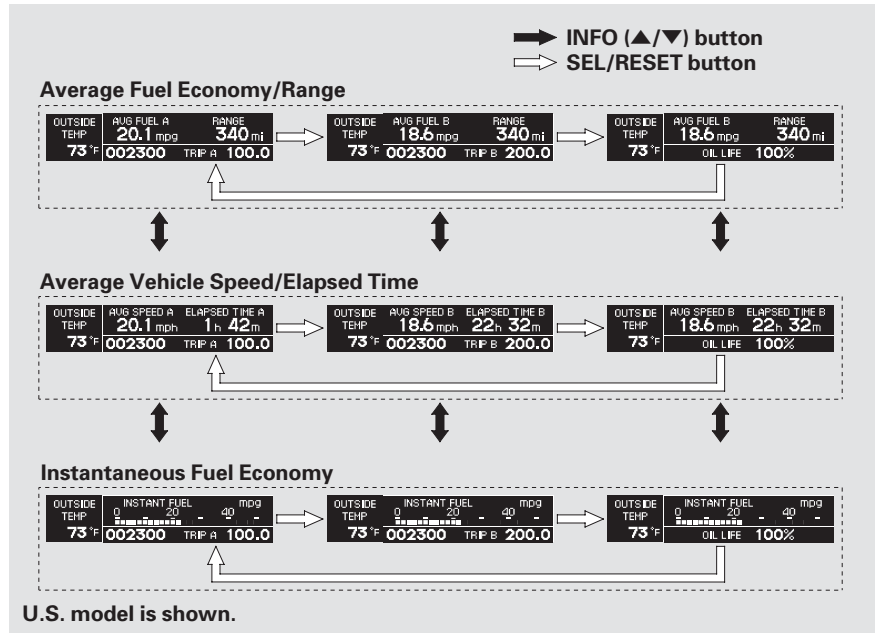 INFO (▲/▼) button
SEL/RESET button
Average Fuel Economy/Range
OUTSIDE TEMP 73°F AVG FUEL A 20.1 mpg RANGE 340 mi 002300 TRIP A 100.0
OUTSIDE TEMP 73°F AVG FUEL B 18.6 mpg RANGE 340 mi 002300 TRIP B 200.0
OUTSIDE TEMP 73°F AVG FUEL B 18.6 mpg RANGE 340 mi OIL LIFE 100%
Average Vehicle Speed/Elapsed Time
OUTSIDE TEMP 73°F AVG SPEED A 20.1 mph ELAPSED TIME A 1h 42m 002300 TRIP A 100.0
OUTSIDE TEMP 73°F AVG SPEED B 18.6 mph ELAPSED TIME B 22h 32m 002300 TRIP B 200.0
OUTSIDE TEMP 73°F AVG SPEED B 18.6 mph ELAPSED TIME B 22h 32m OIL LIFE 100%
Instantaneous Fuel Economy
OUTSIDE TEMP 73°F INSTANT FUEL mpg 0 20 40 002300 TRIP A 100.0
OUTSIDE TEMP 73°F INSTANT FUEL mpg 0 20 40 002300 TRIP B 200.0
OUTSIDE TEMP 73°F INSTANT FUEL mpg 0 20 40 OIL LIFE 100%
U.S. model is shown.